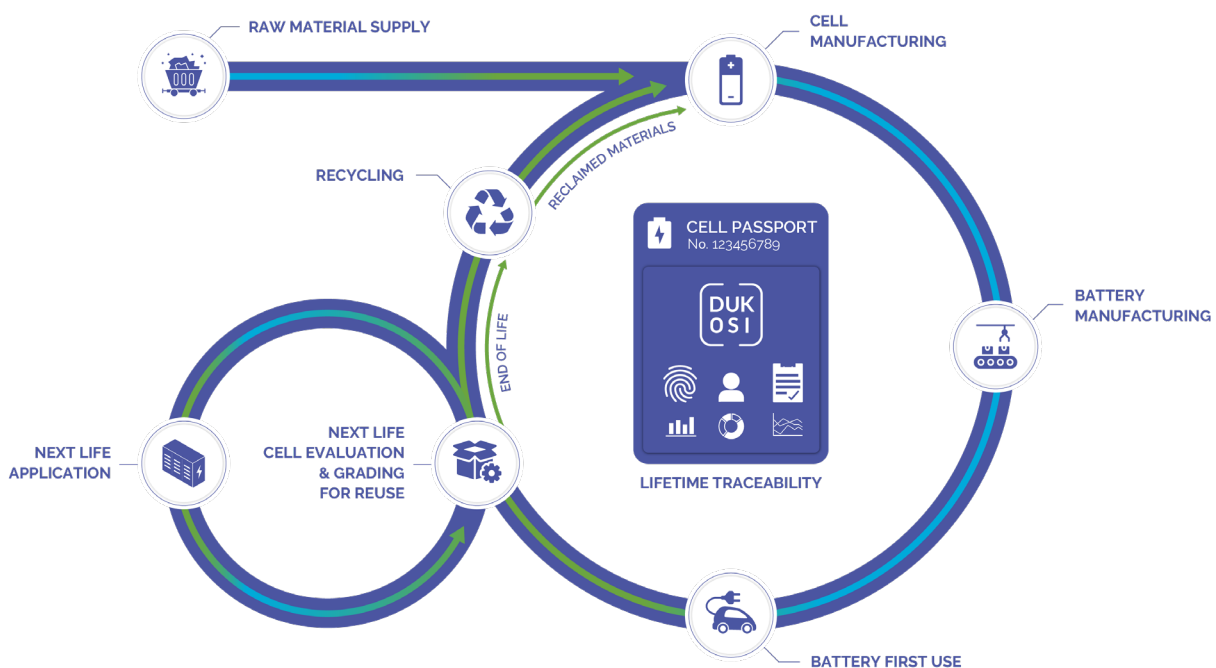 RAW MATERIAL SUPPLY
CELL
MANUFACTURING
RECYCLING
RECLAIMED MATERIALS
CELL PASSPORT
No. 123456789
DUK
OSI
BATTERY
MANUFACTURING
END OF LIFE
NEXT LIFE
APPLICATION
NEXT LIFE
CELL EVALUATION
& GRADING
FOR REUSE
LIFETIME TRACEABILITY
BATTERY FIRST USE